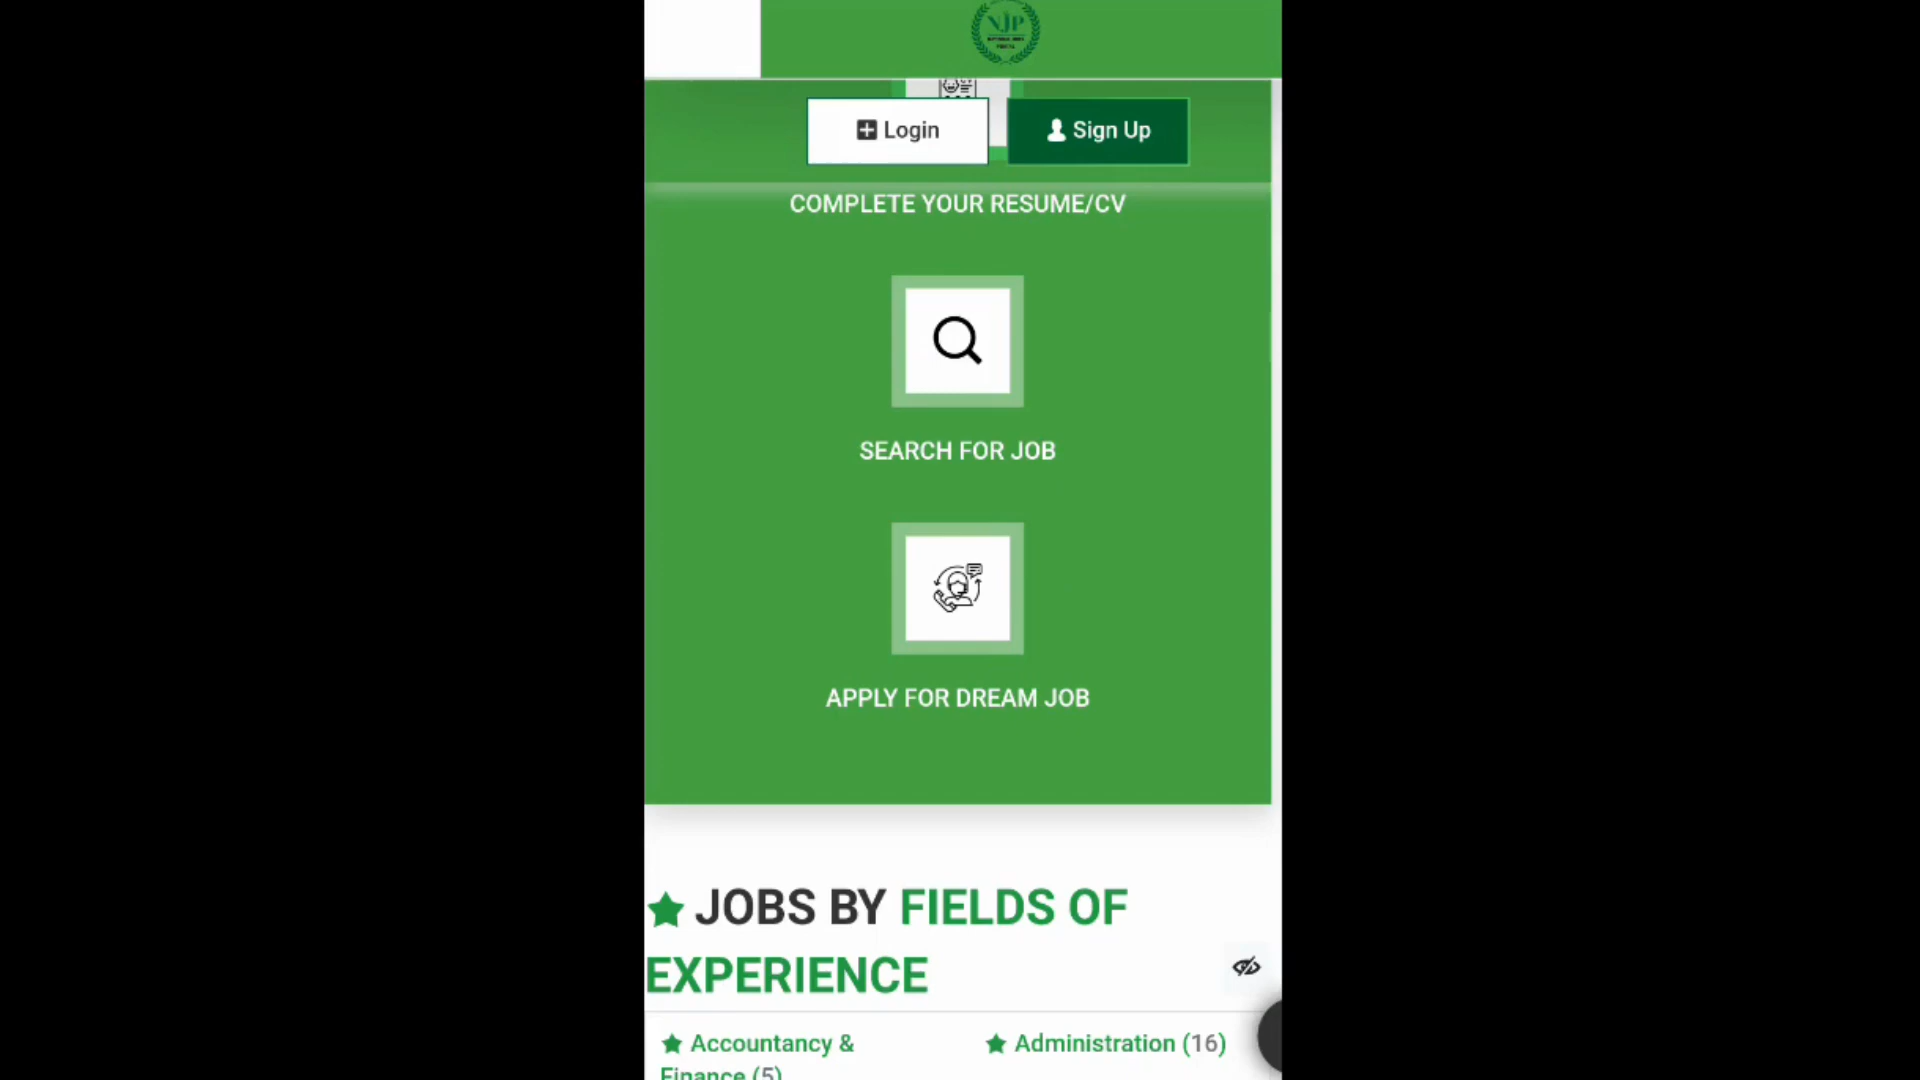 NJP
Login
Sign Up
COMPLETE YOUR RESUME/CV
SEARCH FOR JOB
APPLY FOR DREAM JOB
JOBS BY FIELDS OF
EXPERIENCE
Accountancy &
Finance (5)
Administration (16)